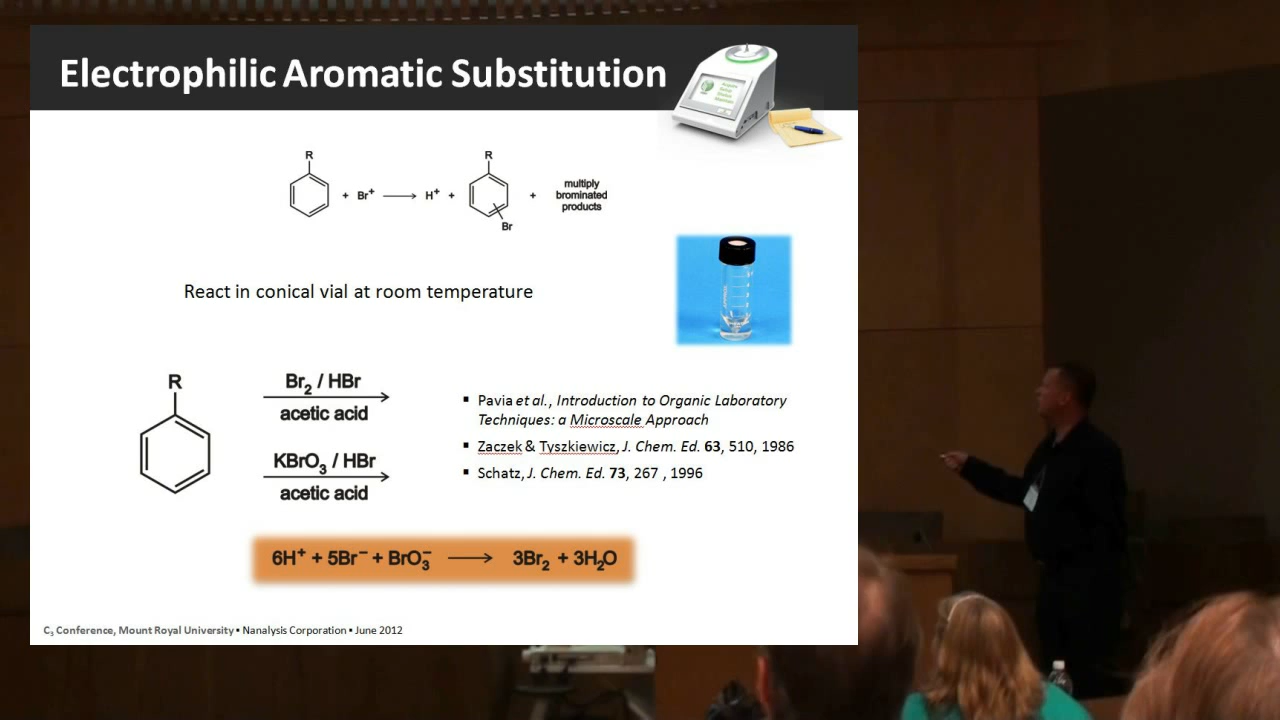 Electrophilic Aromatic Substitution
R
R
+ Br⁺ ⟶ H⁺ +
+
multiply
brominated
products
Br
React in conical vial at room temperature
R
Br₂ / HBr
acetic acid
KBrO₃ / HBr
acetic acid
▪ Pavia et al., Introduction to Organic Laboratory
Techniques: a Microscale Approach
▪ Zaczek & Tyszkiewicz, J. Chem. Ed. 63, 510, 1986
▪ Schatz, J. Chem. Ed. 73, 267 , 1996
6H⁺ + 5Br⁻ + BrO₃⁻ ⟶ 3Br₂ + 3H₂O
C₃ Conference, Mount Royal University ▪ Nanalysis Corporation ▪ June 2012